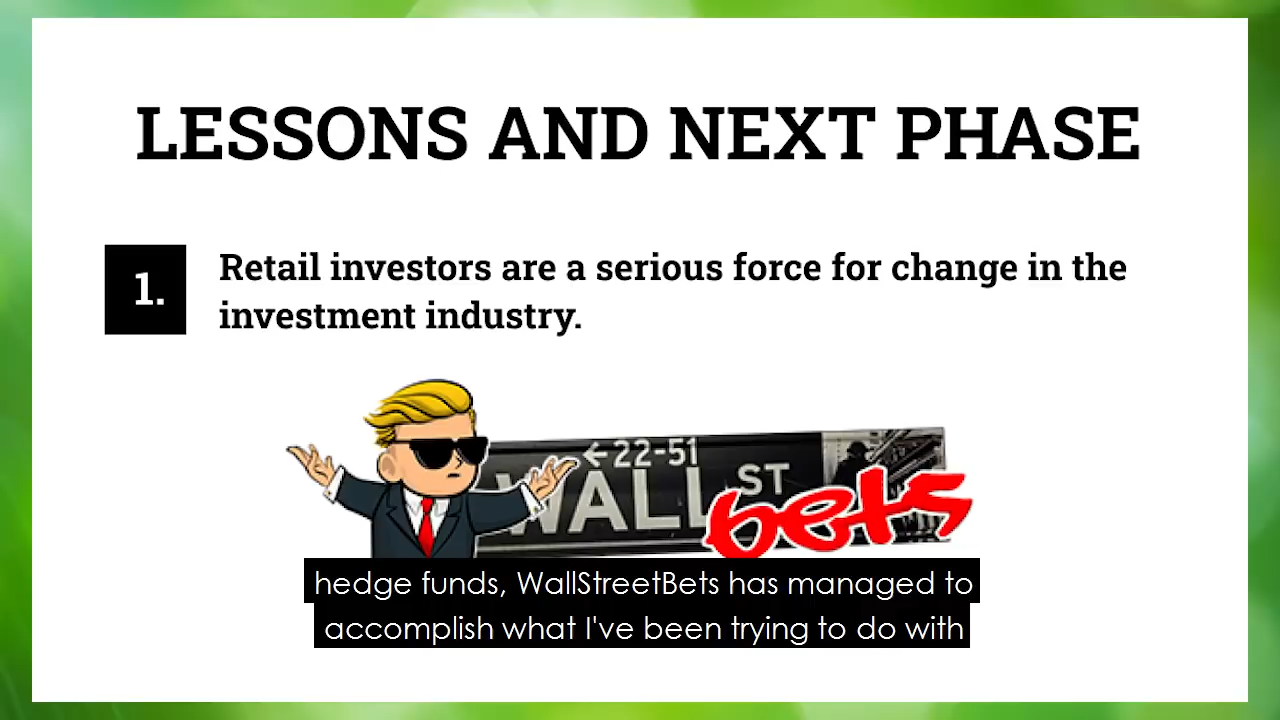 LESSONS AND NEXT PHASE
1.
Retail investors are a serious force for change in the
investment industry.
←22-51
WALL ST
bets
hedge funds, WallStreetBets has managed to
accomplish what I've been trying to do with